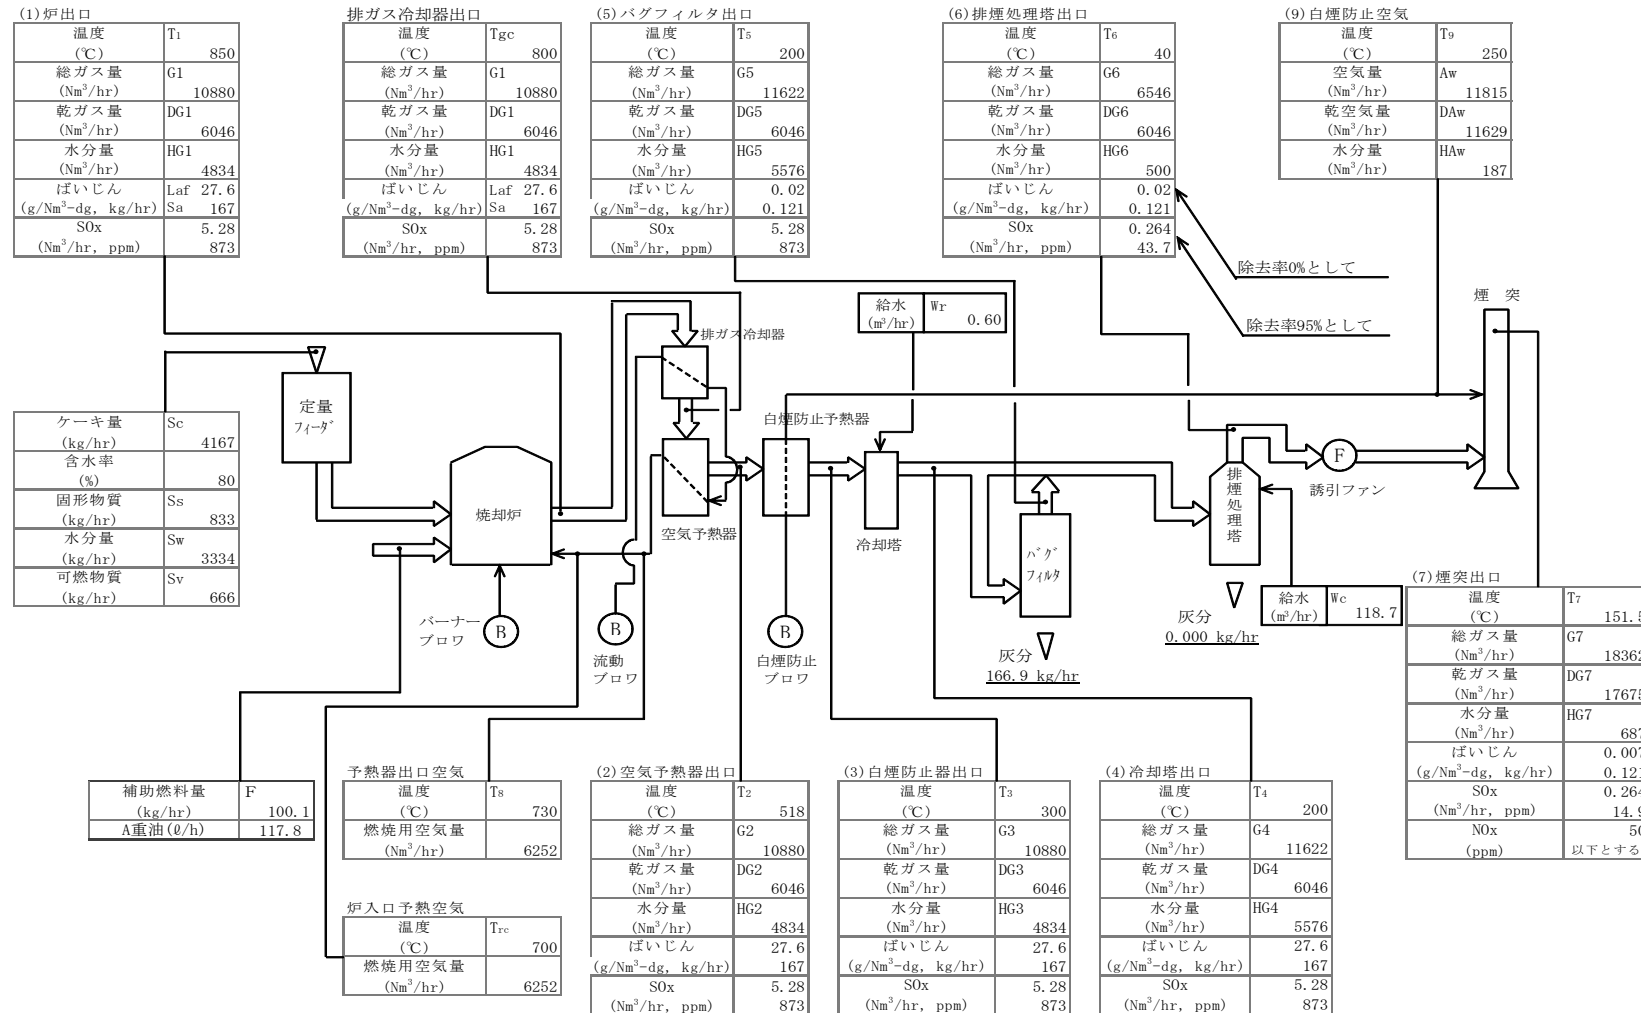 (1)炉出口
温度 T1
(℃) 850
総ガス量 G1
(Nm³/hr) 10880
乾ガス量 DG1
(Nm³/hr) 6046
水分量 HG1
(Nm³/hr) 4834
ばいじん Laf 27.6
(g/Nm³-dg, kg/hr) Sa 167
SOx 5.28
(Nm³/hr, ppm) 873
排ガス冷却器出口
温度 Tgc
(℃) 800
総ガス量 G1
(Nm³/hr) 10880
乾ガス量 DG1
(Nm³/hr) 6046
水分量 HG1
(Nm³/hr) 4834
ばいじん Laf 27.6
(g/Nm³-dg, kg/hr) Sa 167
SOx 5.28
(Nm³/hr, ppm) 873
(5)バグフィルタ出口
温度 T5
(℃) 200
総ガス量 G5
(Nm³/hr) 11622
乾ガス量 DG5
(Nm³/hr) 6046
水分量 HG5
(Nm³/hr) 5576
ばいじん 0.02
(g/Nm³-dg, kg/hr) 0.121
SOx 5.28
(Nm³/hr, ppm) 873
(6)排煙処理塔出口
温度 T6
(℃) 40
総ガス量 G6
(Nm³/hr) 6546
乾ガス量 DG6
(Nm³/hr) 6046
水分量 HG6
(Nm³/hr) 500
ばいじん 0.02
(g/Nm³-dg, kg/hr) 0.121
SOx 0.264
(Nm³/hr, ppm) 43.7
(9)白煙防止空気
温度 T9
(℃) 250
空気量 Aw
(Nm³/hr) 11815
乾空気量 DAw
(Nm³/hr) 11629
水分量 HAw
(Nm³/hr) 187
除去率0%として
除去率95%として
給水 Wr
(m³/hr) 0.60
煙 突
排ガス冷却器
定量
フィーダ
白煙防止予熱器
ケーキ量 Sc
(kg/hr) 4167
含水率
(%) 80
固形物質 Ss
(kg/hr) 833
水分量 Sw
(kg/hr) 3334
可燃物質 Sv
(kg/hr) 666
焼却炉
空気予熱器
冷却塔
バグ
フィルタ
排煙処理塔
F
誘引ファン
バーナー
ブロワ
B
B
流動
ブロワ
B
白煙防止
ブロワ
灰分
166.9 kg/hr
灰分
0.000 kg/hr
給水 Wc
(m³/hr) 118.7
(7)煙突出口
温度 T7
(℃) 151.5
総ガス量 G7
(Nm³/hr) 18362
乾ガス量 DG7
(Nm³/hr) 17675
水分量 HG7
(Nm³/hr) 687
ばいじん 0.007
(g/Nm³-dg, kg/hr) 0.121
SOx 0.264
(Nm³/hr, ppm) 14.9
NOx 50
(ppm) 以下とする
補助燃料量 F
(kg/hr) 100.1
A重油(ℓ/h) 117.8
予熱器出口空気
温度 T8
(℃) 730
燃焼用空気量
(Nm³/hr) 6252
炉入口予熱空気
温度 Trc
(℃) 700
燃焼用空気量
(Nm³/hr) 6252
(2)空気予熱器出口
温度 T2
(℃) 518
総ガス量 G2
(Nm³/hr) 10880
乾ガス量 DG2
(Nm³/hr) 6046
水分量 HG2
(Nm³/hr) 4834
ばいじん 27.6
(g/Nm³-dg, kg/hr) 167
SOx 5.28
(Nm³/hr, ppm) 873
(3)白煙防止器出口
温度 T3
(℃) 300
総ガス量 G3
(Nm³/hr) 10880
乾ガス量 DG3
(Nm³/hr) 6046
水分量 HG3
(Nm³/hr) 4834
ばいじん 27.6
(g/Nm³-dg, kg/hr) 167
SOx 5.28
(Nm³/hr, ppm) 873
(4)冷却塔出口
温度 T4
(℃) 200
総ガス量 G4
(Nm³/hr) 11622
乾ガス量 DG4
(Nm³/hr) 6046
水分量 HG4
(Nm³/hr) 5576
ばいじん 27.6
(g/Nm³-dg, kg/hr) 167
SOx 5.28
(Nm³/hr, ppm) 873